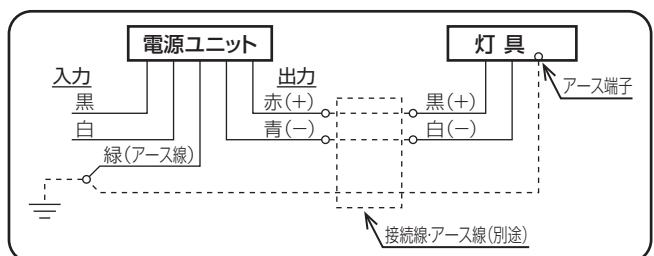 電源ユニット
灯具
入力
出力
アース端子
黒
赤(+)
黒(+)
白
青(−)
白(−)
緑(アース線)
接続線･アース線(別途)